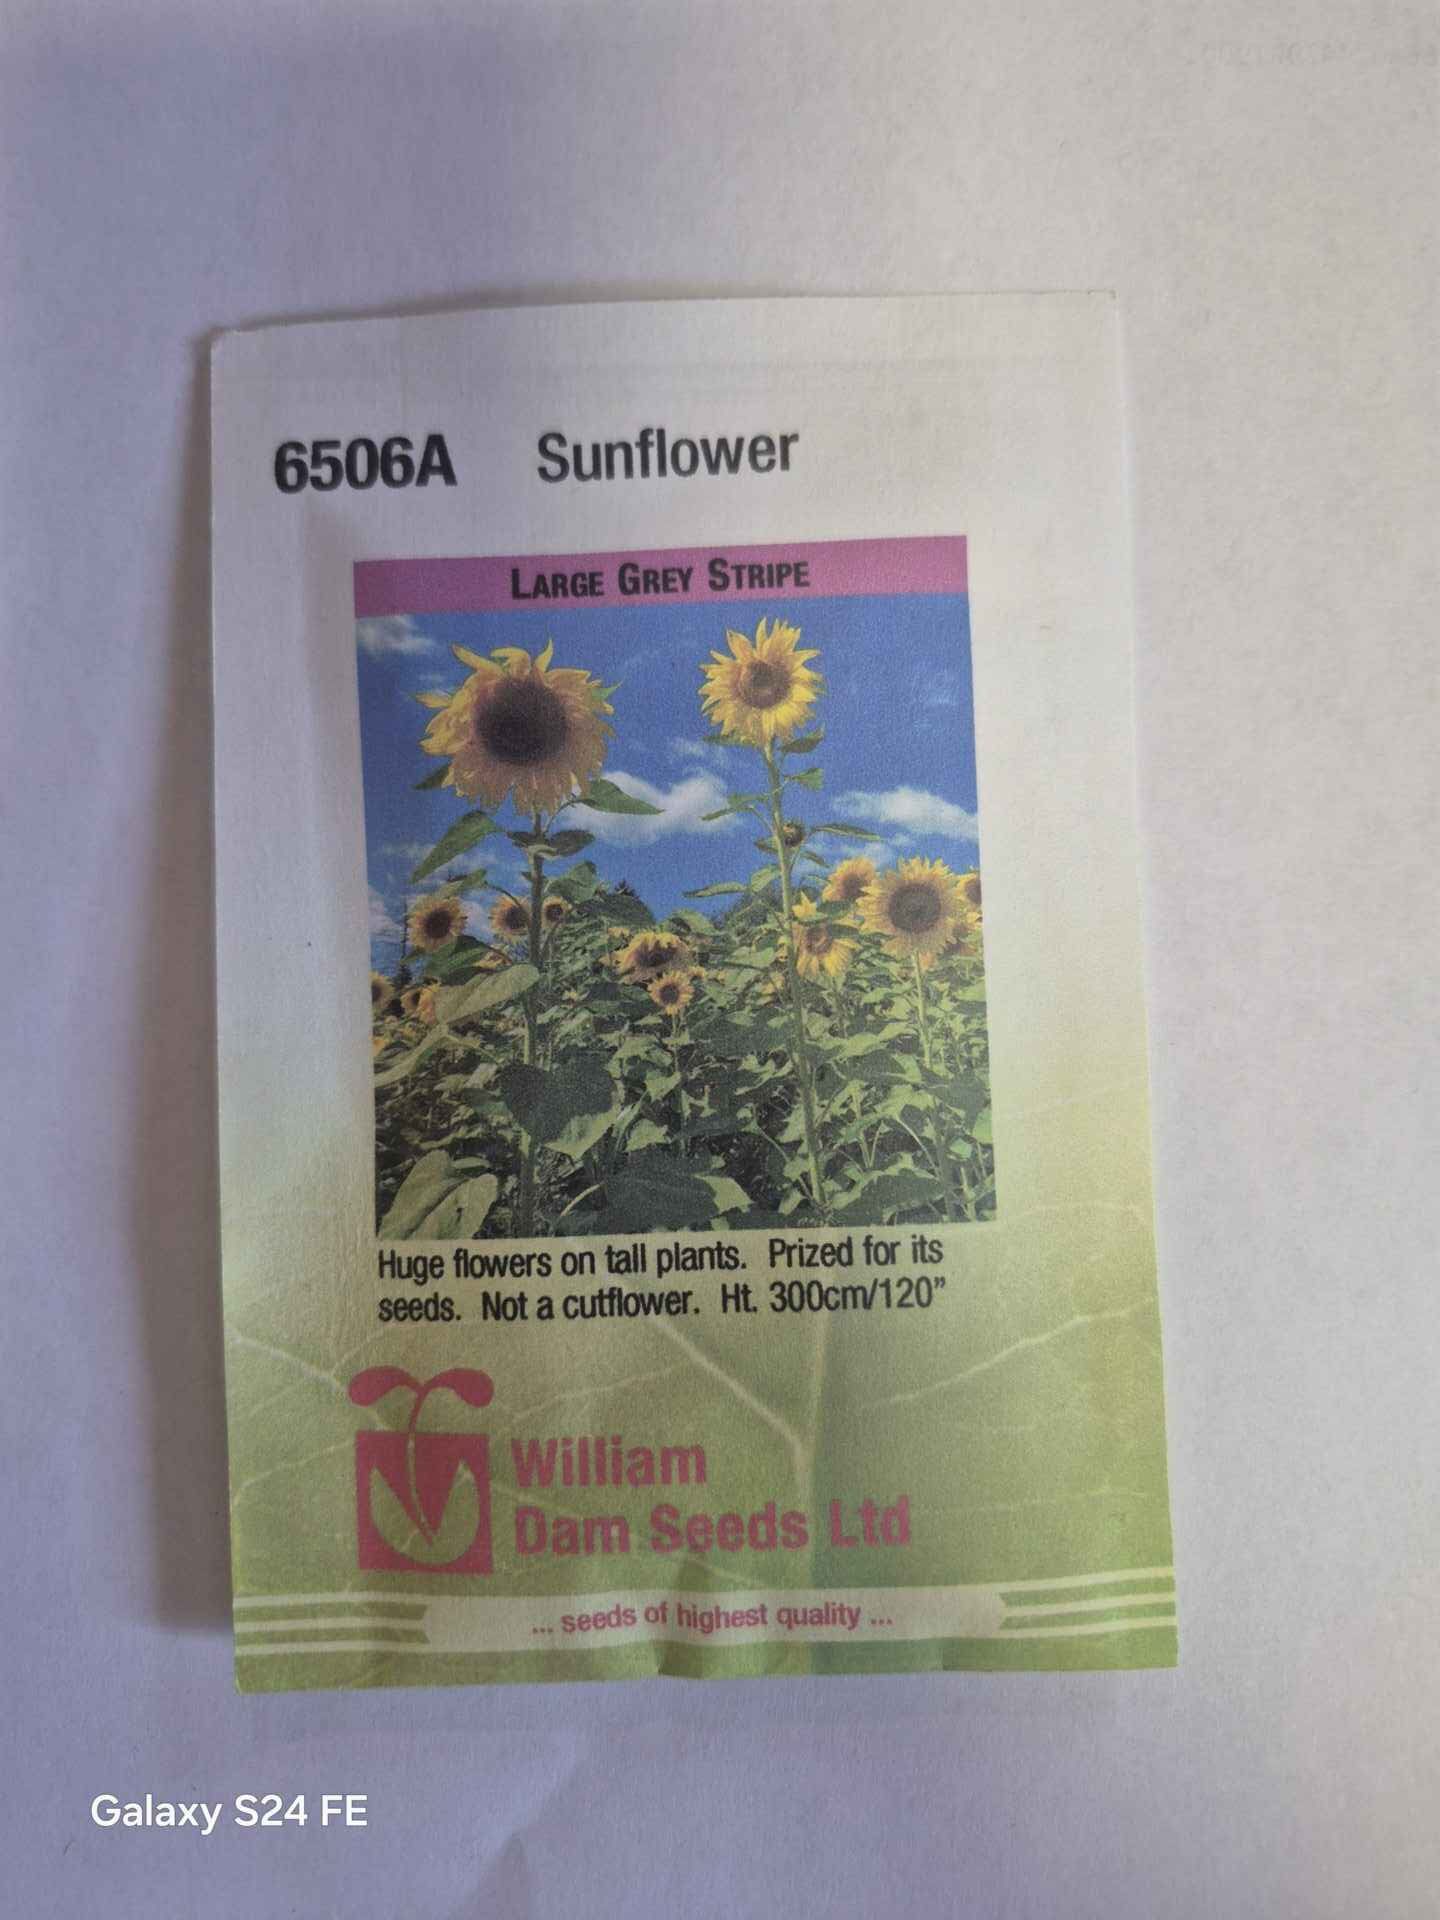 6506A Sunflower
LARGE GREY STRIPE
Huge flowers on tall plants. Prized for its
seeds. Not a cutflower. Ht. 300cm/120”
William
Dam Seeds Ltd
... seeds of highest quality ...
Galaxy S24 FE